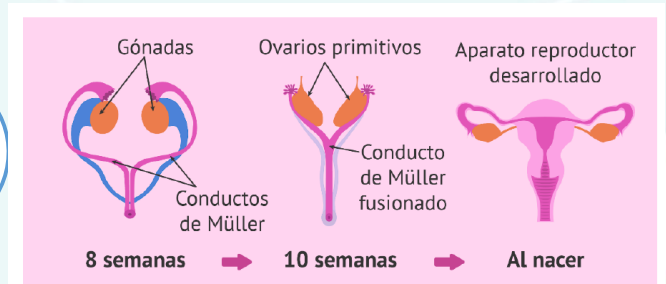 Gónadas
Ovarios primitivos
Aparato reproductor
desarrollado
Conductos
de Müller
Conducto
de Müller
fusionado
8 semanas
10 semanas
Al nacer